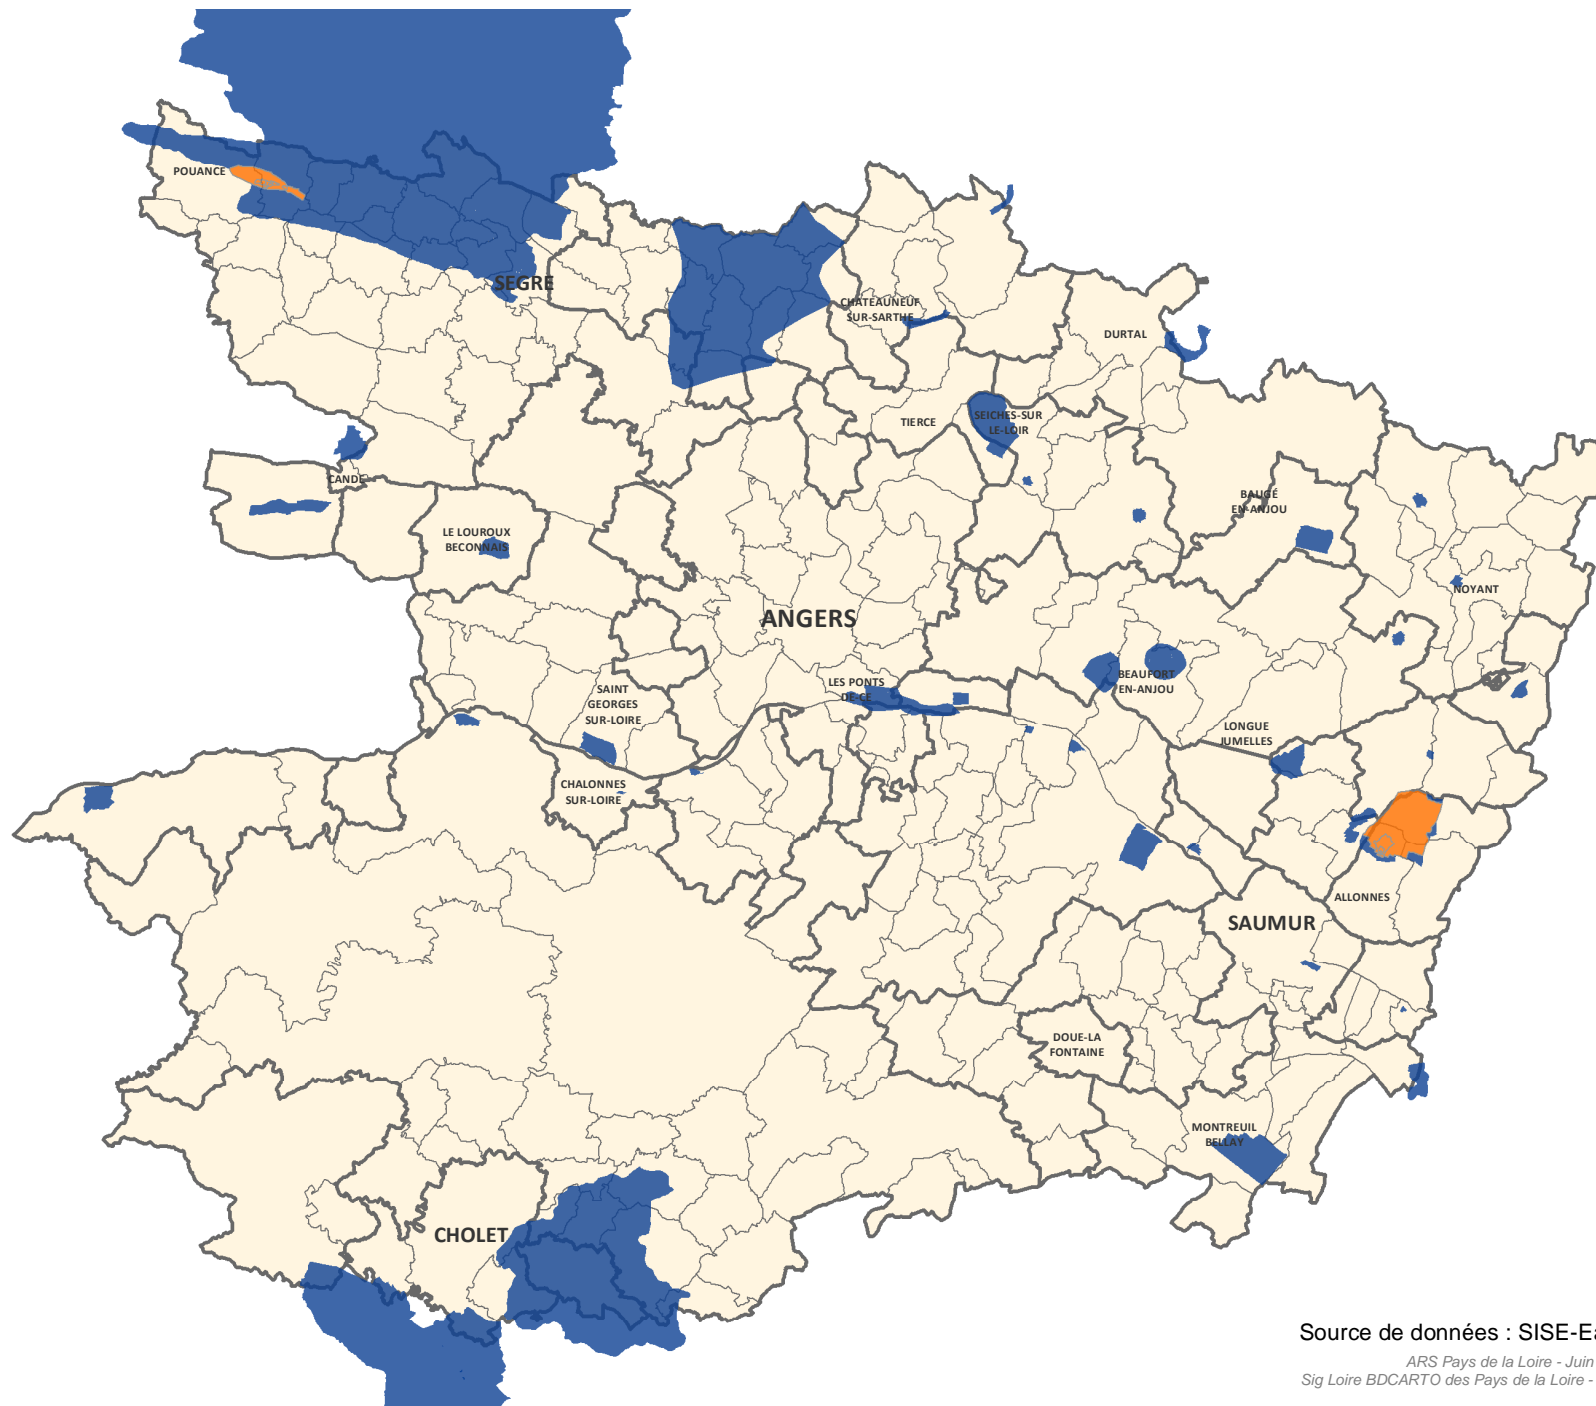 POUANCE
SEGRE
CHATEAUNEUF
SUR-SARTHE
DURTAL
TIERCE
SEICHES-SUR
LE-LOIR
CANDE
BAUGÉ
EN-ANJOU
LE LOUROUX
BECONNAIS
NOYANT
ANGERS
LES PONTS
DE-CE
BEAUFORT
EN-ANJOU
SAINT
GEORGES
SUR-LOIRE
LONGUE
JUMELLES
CHALONNES
SUR-LOIRE
ALLONNES
SAUMUR
DOUE-LA
FONTAINE
MONTREUIL
BELLAY
CHOLET
Source de données : SISE-Ea
ARS Pays de la Loire - Juin
Sig Loire BDCARTO des Pays de la Loire -